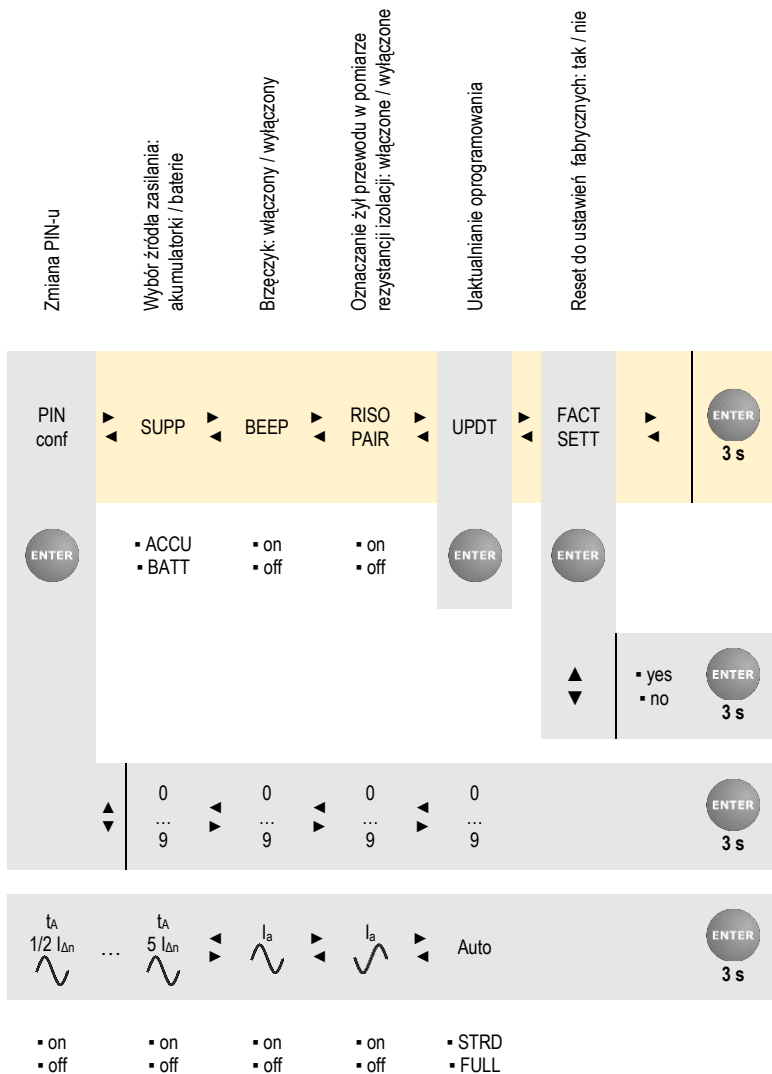 Zmiana PIN-u
Wybór źródła zasilania:
akumulatorki / baterie
Brzęczyk: włączony / wyłączony
Oznaczanie żył przewodu w pomiarze
rezystancji izolacji: włączone / wyłączone
Uaktualnianie oprogramowania
Reset do ustawień fabrycznych: tak / nie
PIN
conf
►
◄
SUPP
►
◄
BEEP
►
◄
RISO
PAIR
►
◄
UPDT
►
◄
FACT
SETT
►
◄
ENTER
3 s
ENTER
▪ ACCU
▪ BATT
▪ on
▪ off
▪ on
▪ off
ENTER
ENTER
▲
▼
▪ yes
▪ no
ENTER
3 s
▲
▼
0
…
9
◄
►
0
…
9
◄
►
0
…
9
◄
►
0
…
9
ENTER
3 s
tA
1/2 IΔn
…
tA
5 IΔn
◄
►
Ia
►
◄
Ia
►
◄
Auto
ENTER
3 s
▪ on
▪ off
▪ on
▪ off
▪ on
▪ off
▪ on
▪ off
▪ STRD
▪ FULL